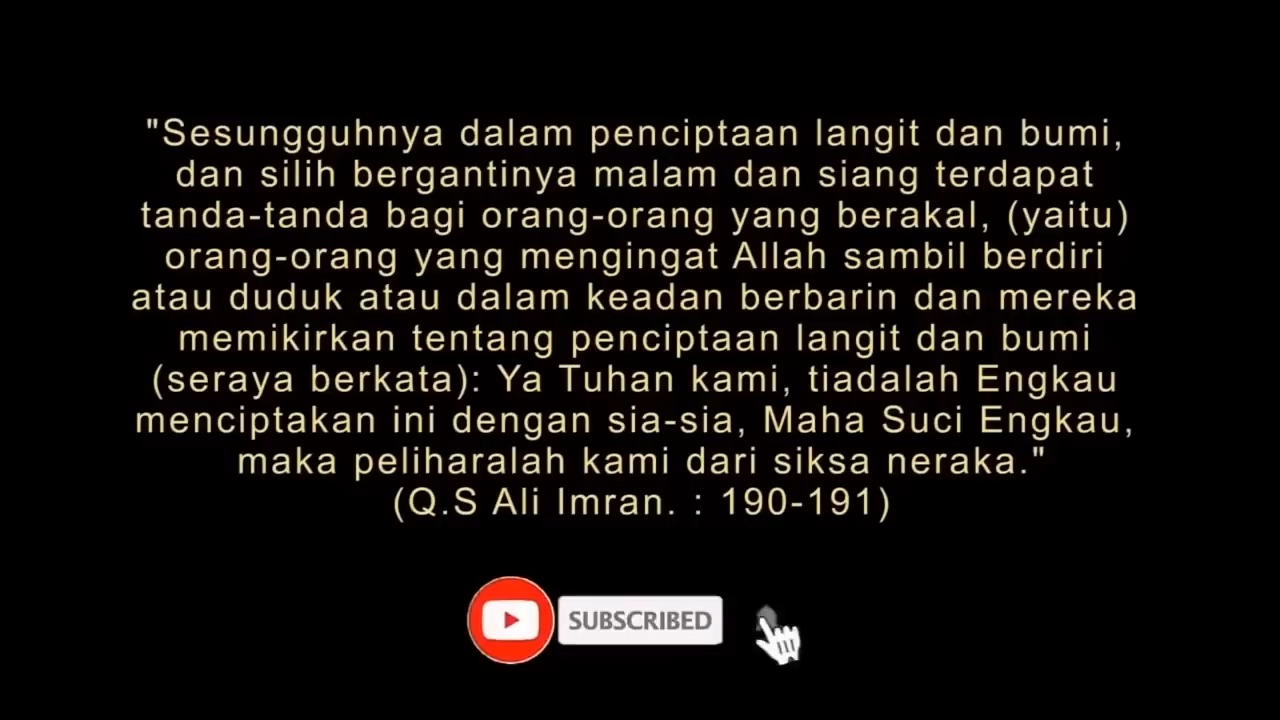 "Sesungguhnya dalam penciptaan langit dan bumi,
dan silih bergantinya malam dan siang terdapat
tanda-tanda bagi orang-orang yang berakal, (yaitu)
orang-orang yang mengingat Allah sambil berdiri
atau duduk atau dalam keadan berbarin dan mereka
memikirkan tentang penciptaan langit dan bumi
(seraya berkata): Ya Tuhan kami, tiadalah Engkau
menciptakan ini dengan sia-sia, Maha Suci Engkau,
maka peliharalah kami dari siksa neraka."
(Q.S Ali Imran. : 190-191)
SUBSCRIBED